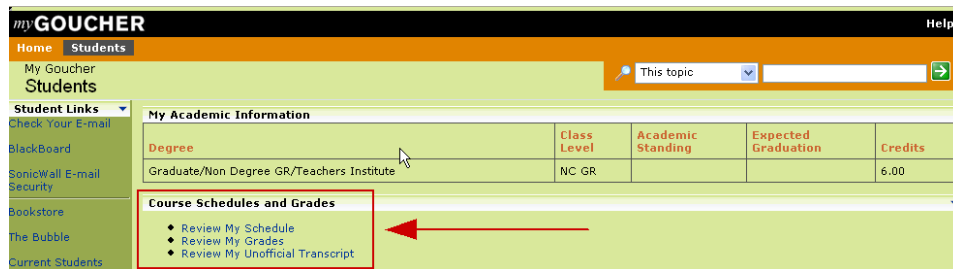 myGOUCHER
Help
Home Students
My Goucher
Students
This topic
Student Links
Check Your E-mail
BlackBoard
SonicWall E-mail
Security
Bookstore
The Bubble
Current Students
My Academic Information
Degree Class Level Academic Standing Expected Graduation Credits
Graduate/Non Degree GR/Teachers Institute NC GR 6.00
Course Schedules and Grades
Review My Schedule
Review My Grades
Review My Unofficial Transcript